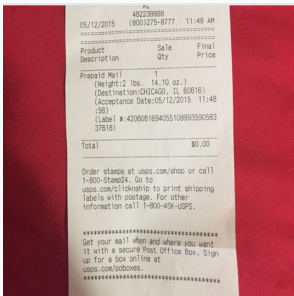 482239998
05/12/2015 (800)275-8777 11:48 AM
Product Sale Final
Description Qty Price
Prepaid Mail 1
(Weight:2 lbs. 14.10 oz.)
(Destination:CHICAGO, IL 60616)
(Acceptance Date:05/12/2015 11:48
:56)
(Label #:4206061694055108993590583
37618)
Total $0.00
Order stamps at usps.com/shop or call
1-800-Stamp24. Go to
usps.com/clicknship to print shipping
labels with postage. For other
information call 1-800-ASK-USPS.
Get your mail when and where you want
it with a secure Post Office Box. Sign
up for a box online at
usps.com/poboxes.